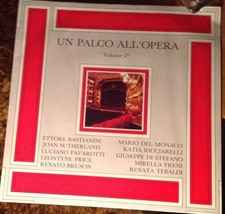 UN PALCO ALL'OPERA
"Volume 2°"
ETTORE BASTIANINI
JOAN SUTHERLAND
LUCIANO PAVAROTTI
LEONTYNE PRICE
RENATO BRUSON
MARIO DEL MONACO
KATIA RICCIARELLI
GIUSEPPE DI STEFANO
MIRELLA FRENI
RENATA TEBALDI